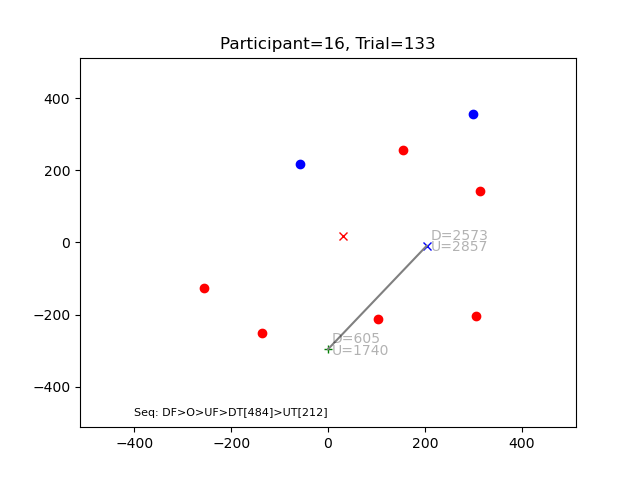 Participant=16, Trial=133
400
200
0
−200
−400
D=2573
U=2857
D=605
U=1740
Seq: DF>O>UF>DT[484]>UT[212]
−400
−200
0
200
400